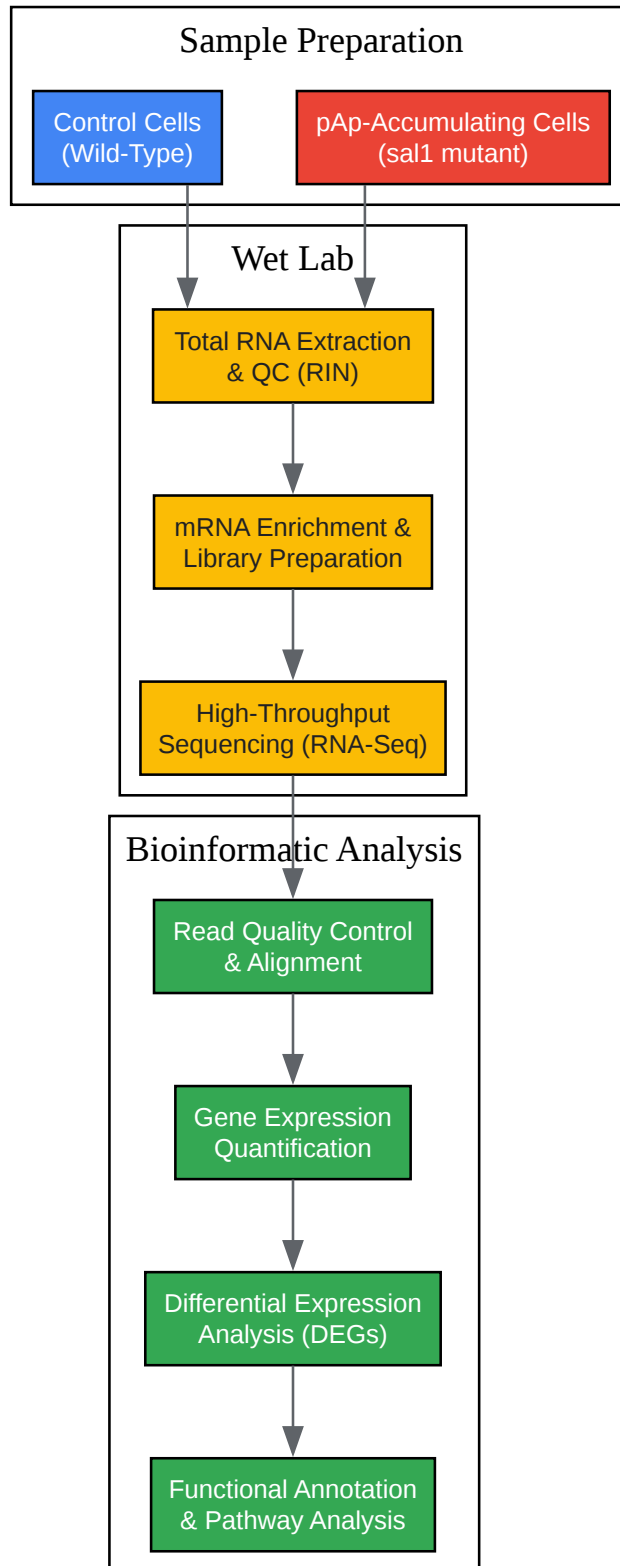 Sample Preparation
Control Cells
(Wild-Type)
pAp-Accumulating Cells
(sal1 mutant)
Wet Lab
Total RNA Extraction
& QC (RIN)
mRNA Enrichment &
Library Preparation
High-Throughput
Sequencing (RNA-Seq)
Bioinformatic Analysis
Read Quality Control
& Alignment
Gene Expression
Quantification
Differential Expression
Analysis (DEGs)
Functional Annotation
& Pathway Analysis